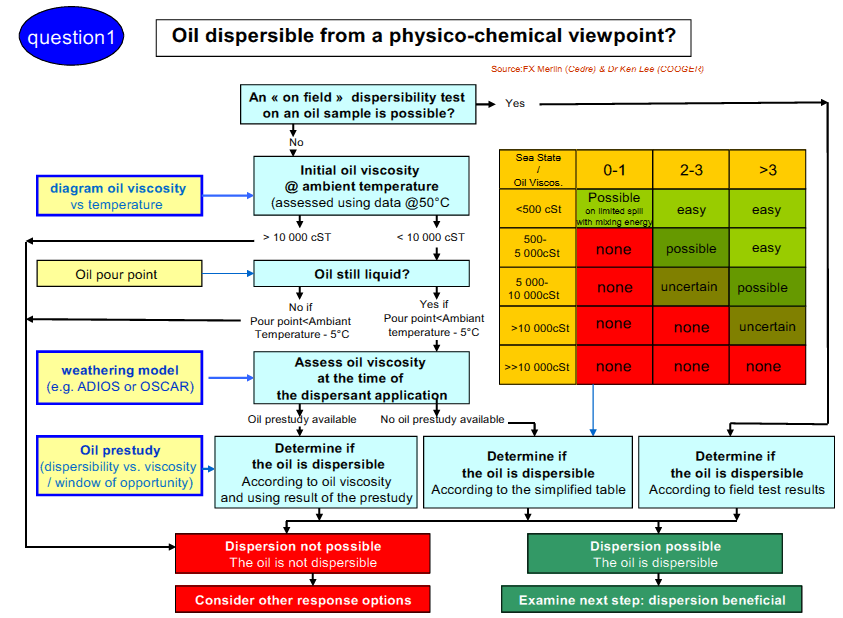 question1
Oil dispersible from a physico-chemical viewpoint?
Source:FX Merlin (Cedre) & Dr Ken Lee (COOGER)
An « on field » dispersibility test
on an oil sample is possible?
Yes
No
Initial oil viscosity
@ ambient temperature
(assessed using data @50°C
diagram oil viscosity
vs temperature
> 10 000 cST
< 10 000 cST
Oil pour point
Oil still liquid?
No if
Pour point<Ambiant
Temperature - 5°C
Yes if
Pour point<Ambiant
temperature - 5°C
weathering model
(e.g. ADIOS or OSCAR)
Assess oil viscosity
at the time of
the dispersant application
Oil prestudy available
No oil prestudy available
Sea State
/
Oil Viscos.
0-1
2-3
>3
<500 cSt
Possible
on limited spill
with mixing energy
easy
easy
500-
5 000cSt
none
possible
easy
5 000-
10 000cSt
none
uncertain
possible
>10 000cSt
none
none
uncertain
>>10 000cSt
none
none
none
Oil prestudy
(dispersibility vs. viscosity
/ window of opportunity)
Determine if
the oil is dispersible
According to oil viscosity
and using result of the prestudy
Determine if
the oil is dispersible
According to the simplified table
Determine if
the oil is dispersible
According to field test results
Dispersion not possible
The oil is not dispersible
Dispersion possible
The oil is dispersible
Consider other response options
Examine next step: dispersion beneficial